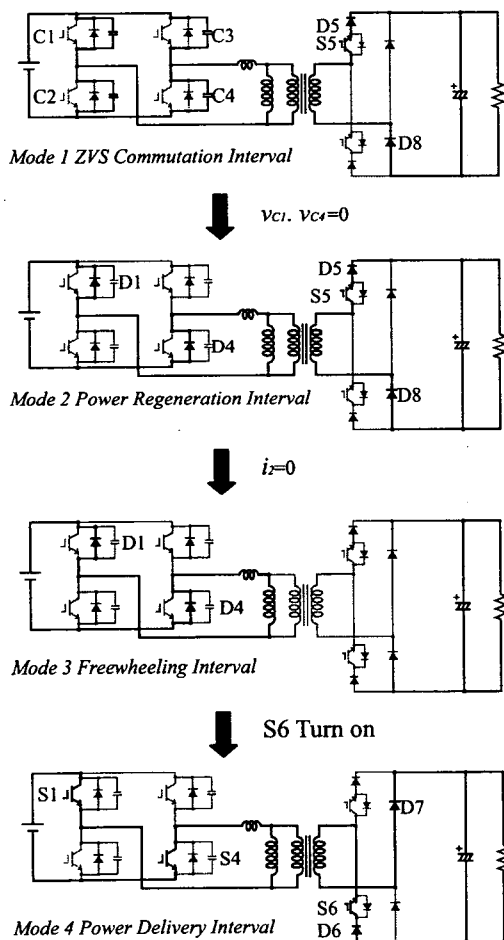 C1
C3
D5
S5
C2
C4
D8
Mode 1 ZVS Commutation Interval
vC1. vC4=0
D1
D5
S5
D4
D8
Mode 2 Power Regeneration Interval
i2=0
D1
D4
Mode 3 Freewheeling Interval
S6 Turn on
S1
D7
S4
S6
D6
Mode 4 Power Delivery Interval